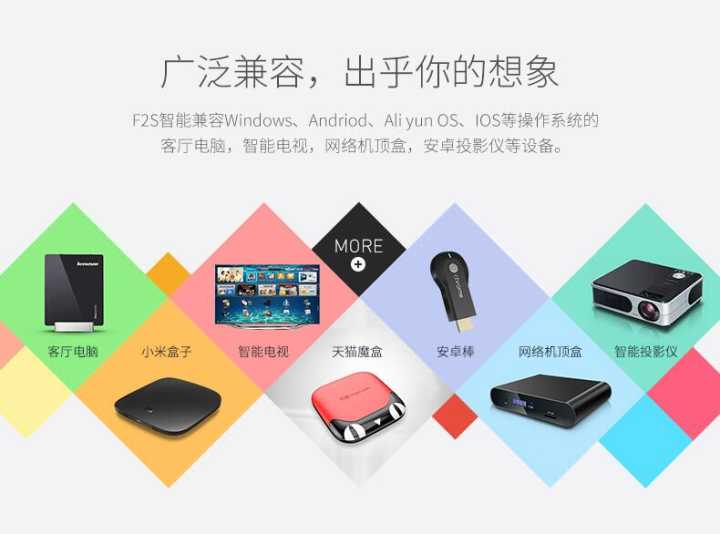 广泛兼容，出乎你的想象
F2S智能兼容Windows、Andriod、Ali yun OS、IOS等操作系统的
客厅电脑，智能电视，网络机顶盒，安卓投影仪等设备。
MORE
lenovo
chrome
客厅电脑
小米盒子
智能电视
天猫魔盒
安卓棒
网络机顶盒
智能投影仪